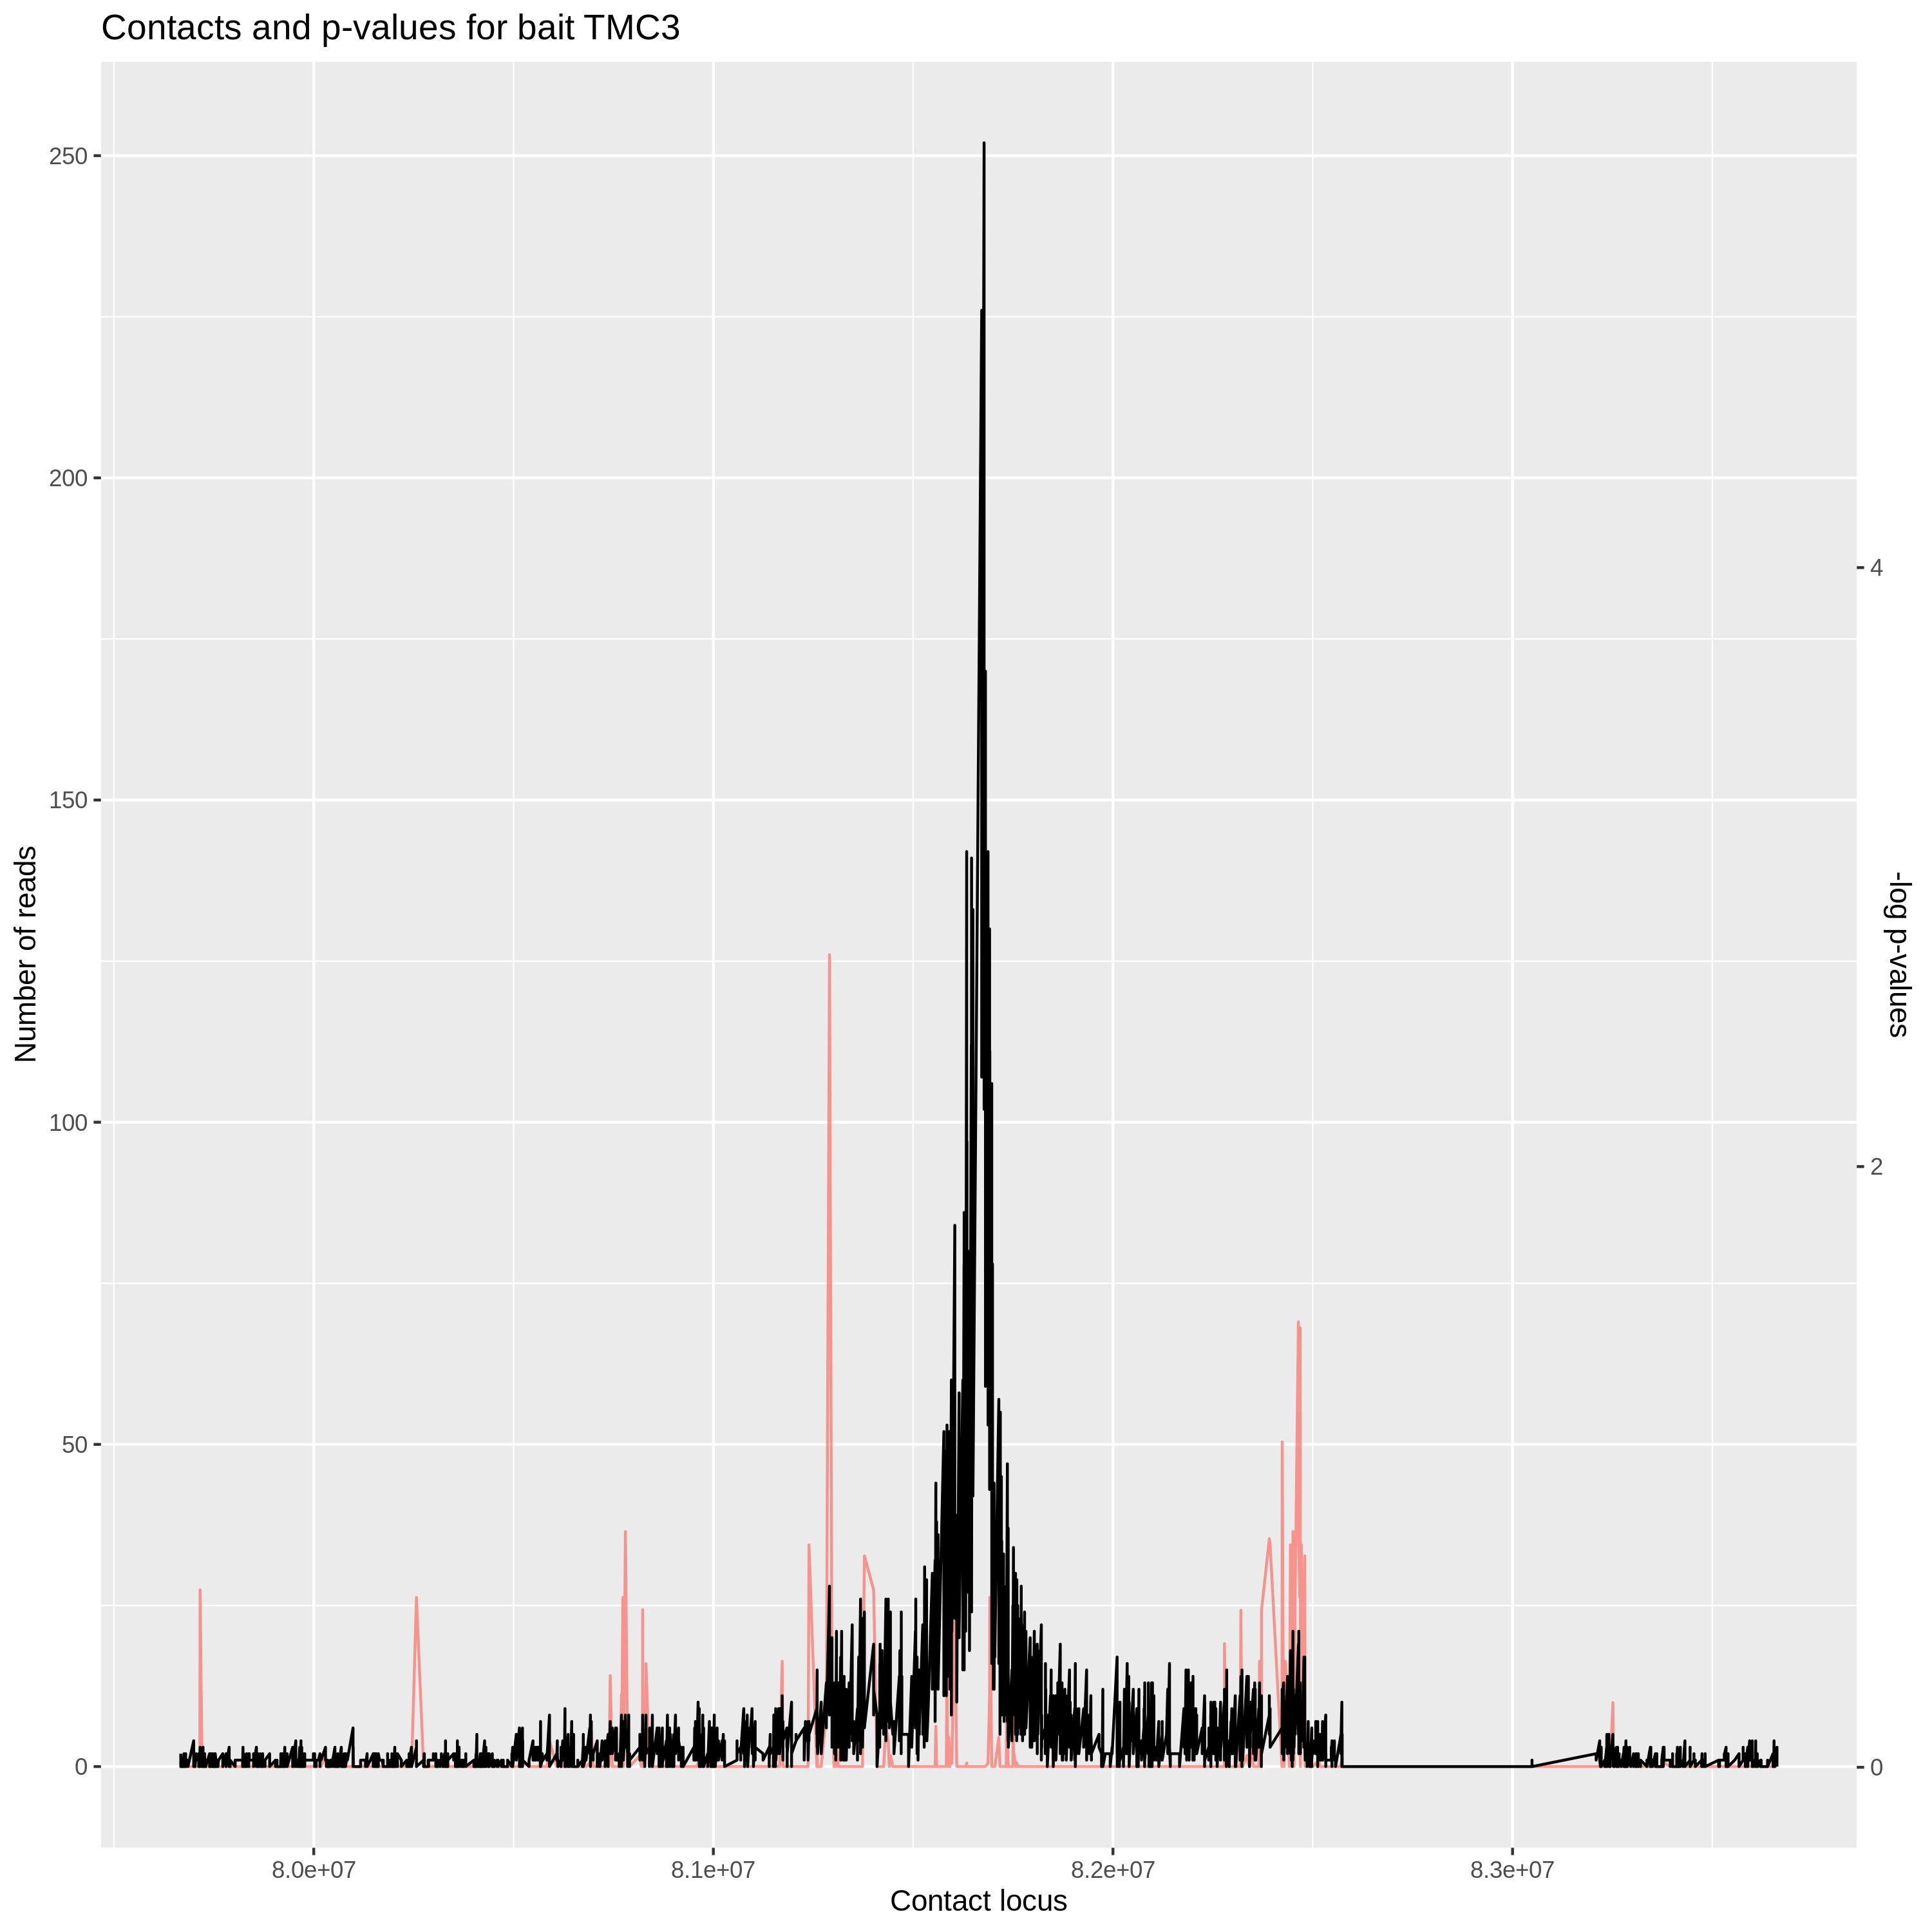 Contacts and p-values for bait TMC3
250
200
150
100
50
0
Number of reads
4
2
0
-log p-values
8.0e+07
8.1e+07
8.2e+07
8.3e+07
Contact locus